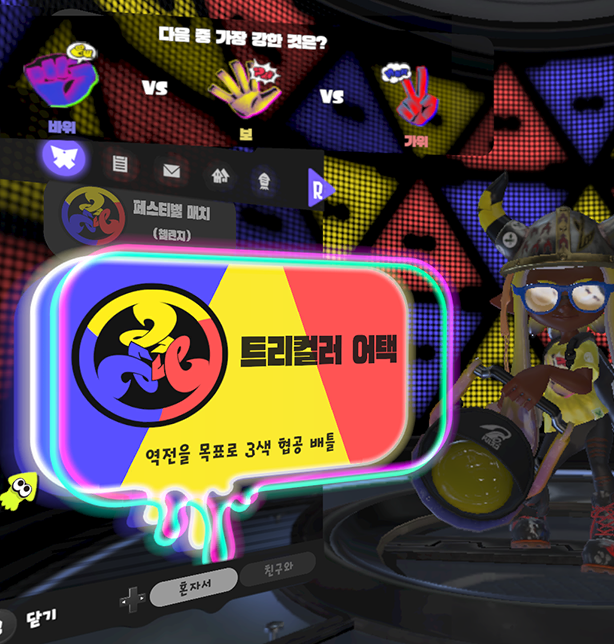 다음 중 가장 강한 것은?
VS
VS
바위
보
가위
R
페스티벌 매치
(챌린지)
트리컬러 어택
역전을 목표로 3색 협공 배틀
혼자서
친구와
닫기